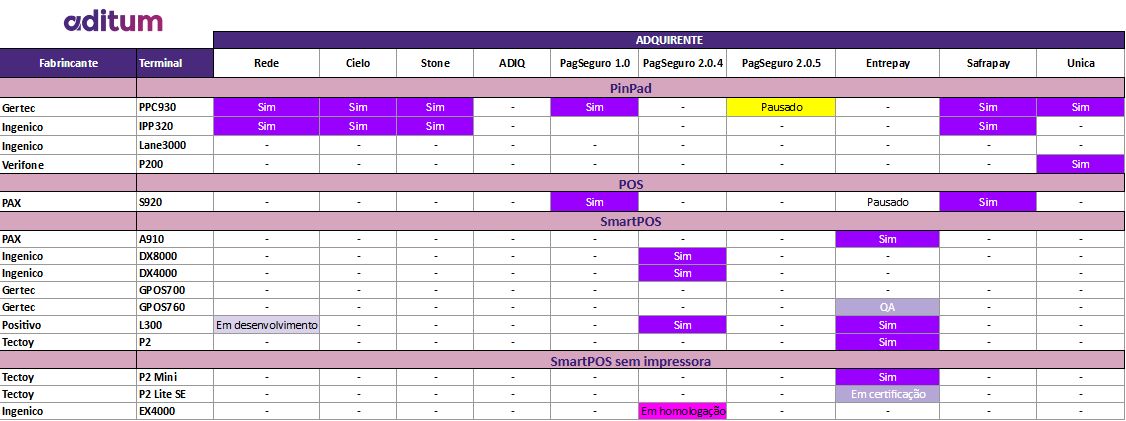 aditum
ADQUIRENTE
Fabrincante Terminal Rede Cielo Stone ADIQ PagSeguro 1.0 PagSeguro 2.0.4 PagSeguro 2.0.5 Entrepay Safrapay Unica
PinPad
Gertec PPC930 Sim Sim Sim - Sim - Pausado - Sim Sim
Ingenico IPP320 Sim Sim Sim - - - - - Sim -
Ingenico Lane3000 - - - - - - - - - -
Verifone P200 - - - - - - - - - Sim
POS
PAX S920 - - - - Sim - - Pausado Sim -
SmartPOS
PAX A910 - - - - - - - Sim - -
Ingenico DX8000 - - - - - Sim - - - -
Ingenico DX4000 - - - - - Sim - - - -
Gertec GPOS700 - - - - - - - - - -
Gertec GPOS760 - - - - - - - QA - -
Positivo L300 Em desenvolvimento - - - - Sim - Sim - -
Tectoy P2 - - - - - - - Sim - -
SmartPOS sem impressora
Tectoy P2 Mini - - - - - - - Sim - -
Tectoy P2 Lite SE - - - - - - - Em certificação - -
Ingenico EX4000 - - - - - Em homologação - - - -